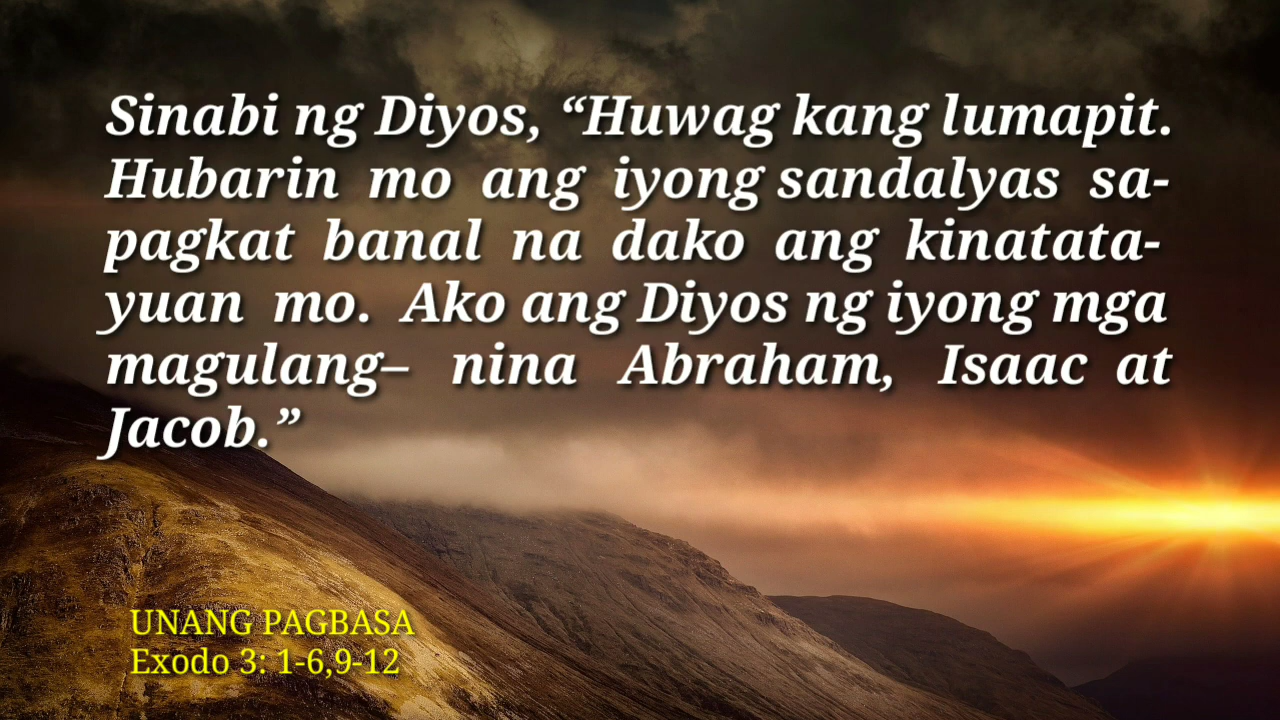 Sinabi ng Diyos, “Huwag kang lumapit.
Hubarin mo ang iyong sandalyas sa-
pagkat banal na dako ang kinatata-
yuan mo. Ako ang Diyos ng iyong mga
magulang– nina Abraham, Isaac at
Jacob.”
UNANG PAGBASA
Exodo 3: 1-6,9-12